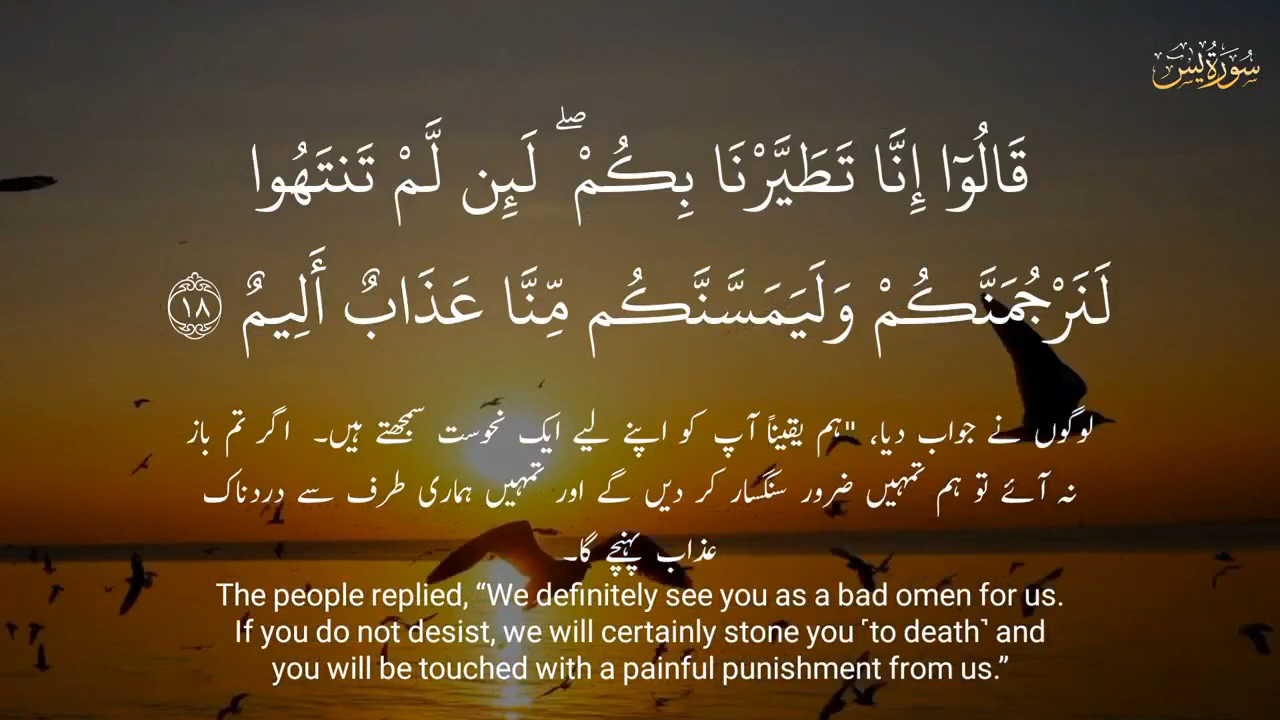 سُورَةُ يس
قَالُوٓا۟ إِنَّا تَطَيَّرْنَا بِكُمْ ۖ لَئِن لَّمْ تَنتَهُوا۟
لَنَرْجُمَنَّكُمْ وَلَيَمَسَّنَّكُم مِّنَّا عَذَابٌ أَلِيمٌ ١٨
لوگوں نے جواب دیا، "ہم یقیناً آپ کو اپنے لیے ایک نحوست سمجھتے ہیں۔ اگر تم باز
نہ آئے تو ہم تمہیں ضرور سنگسار کر دیں گے اور تمہیں ہماری طرف سے دردناک
عذاب پہنچے گا۔
The people replied, “We definitely see you as a bad omen for us.
If you do not desist, we will certainly stone you ˹to death˺ and
you will be touched with a painful punishment from us.”